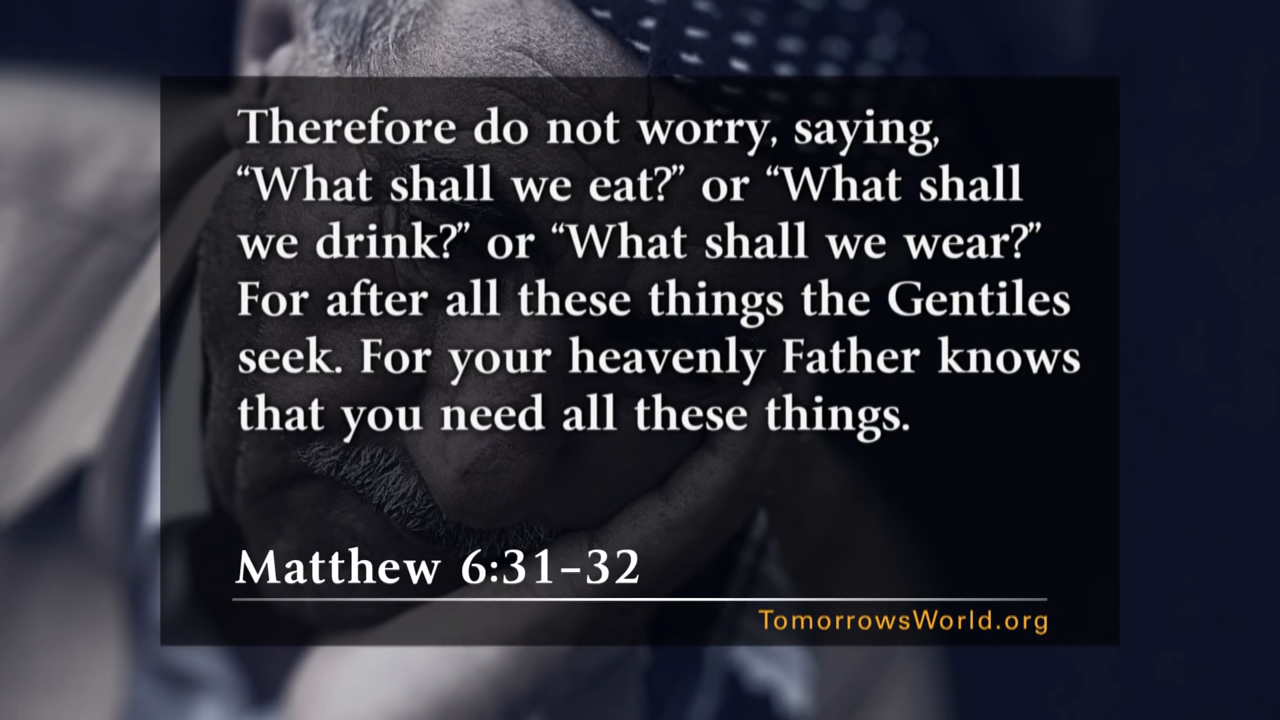 Therefore do not worry, saying,
“What shall we eat?” or “What shall
we drink?” or “What shall we wear?”
For after all these things the Gentiles
seek. For your heavenly Father knows
that you need all these things.
Matthew 6:31–32
TomorrowsWorld.org